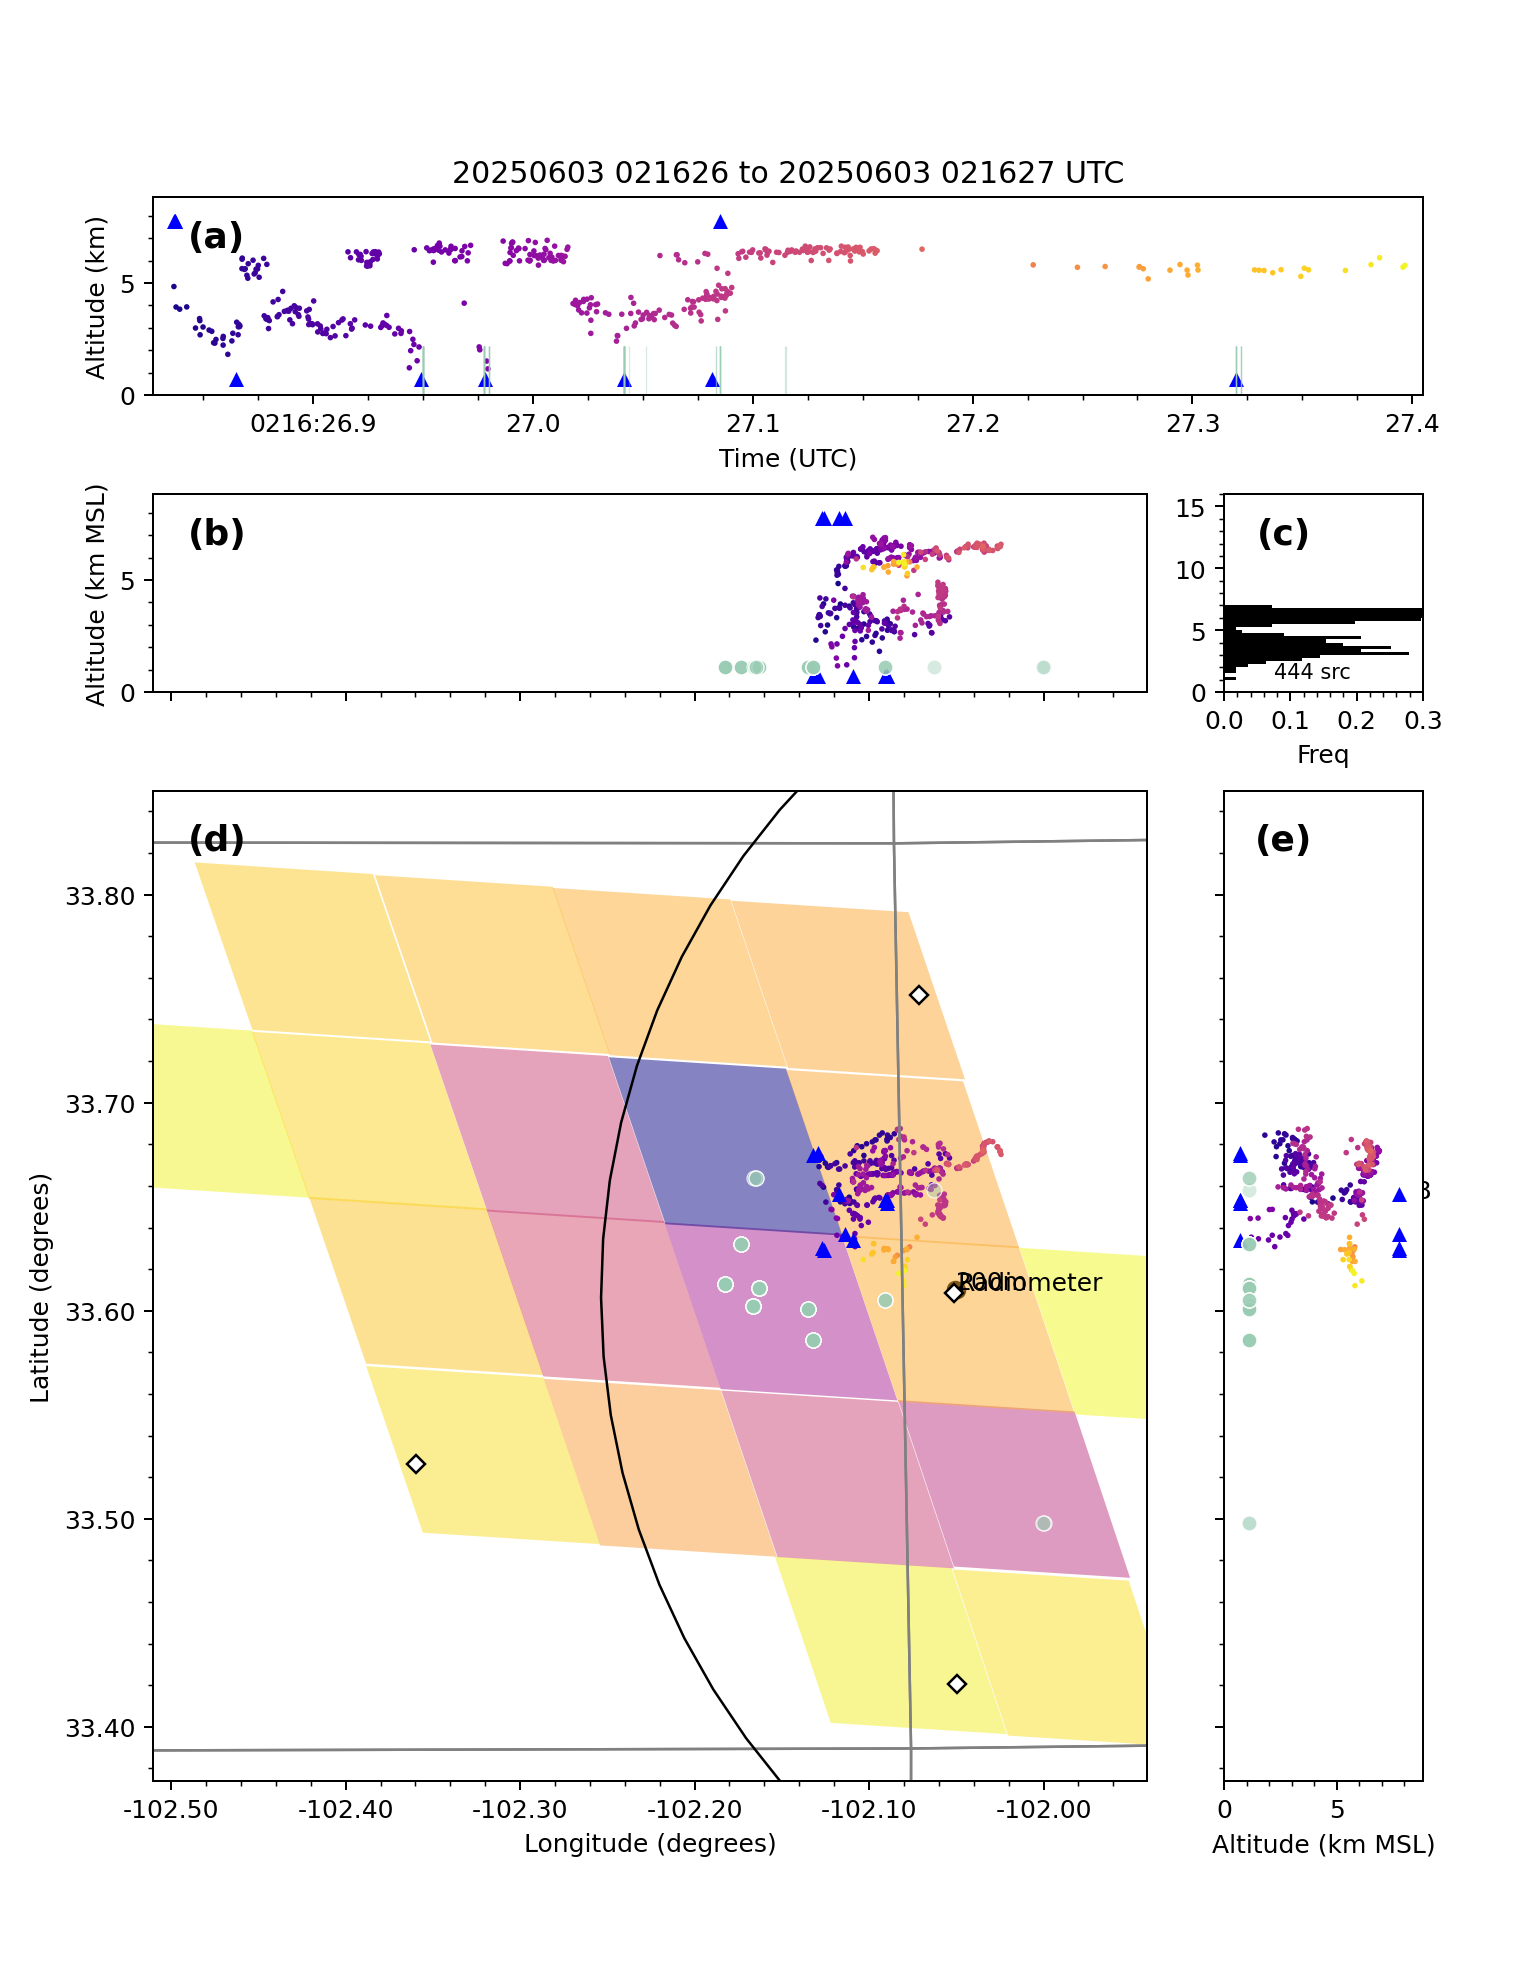 20250603 021626 to 20250603 021627 UTC
Altitude (km)
(a)
5
0
0216:26.9 27.0 27.1 27.2 27.3 27.4
Time (UTC)
Altitude (km MSL)
(b)
5
0
(c)
15
10
5
0
444 src
0.0 0.1 0.2 0.3
Freq
(d)
(e)
Latitude (degrees)
33.80
33.70
33.60
33.50
33.40
Radiometer
-102.50 -102.40 -102.30 -102.20 -102.10 -102.00
Longitude (degrees)
0 5
Altitude (km MSL)